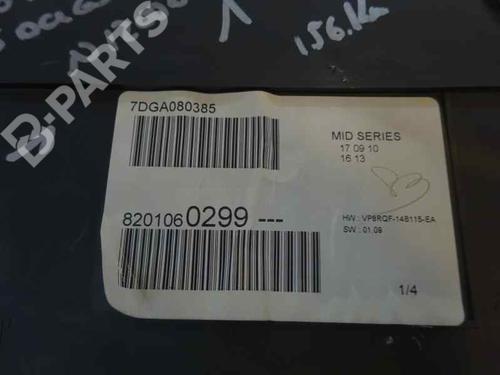 1
156.K
B-PARTS
7DGA080385
MID SERIES
17 09 10
16 13
8201060299 ---
HW : VP8RQF-14B115-EA
SW : 01.09
1/4